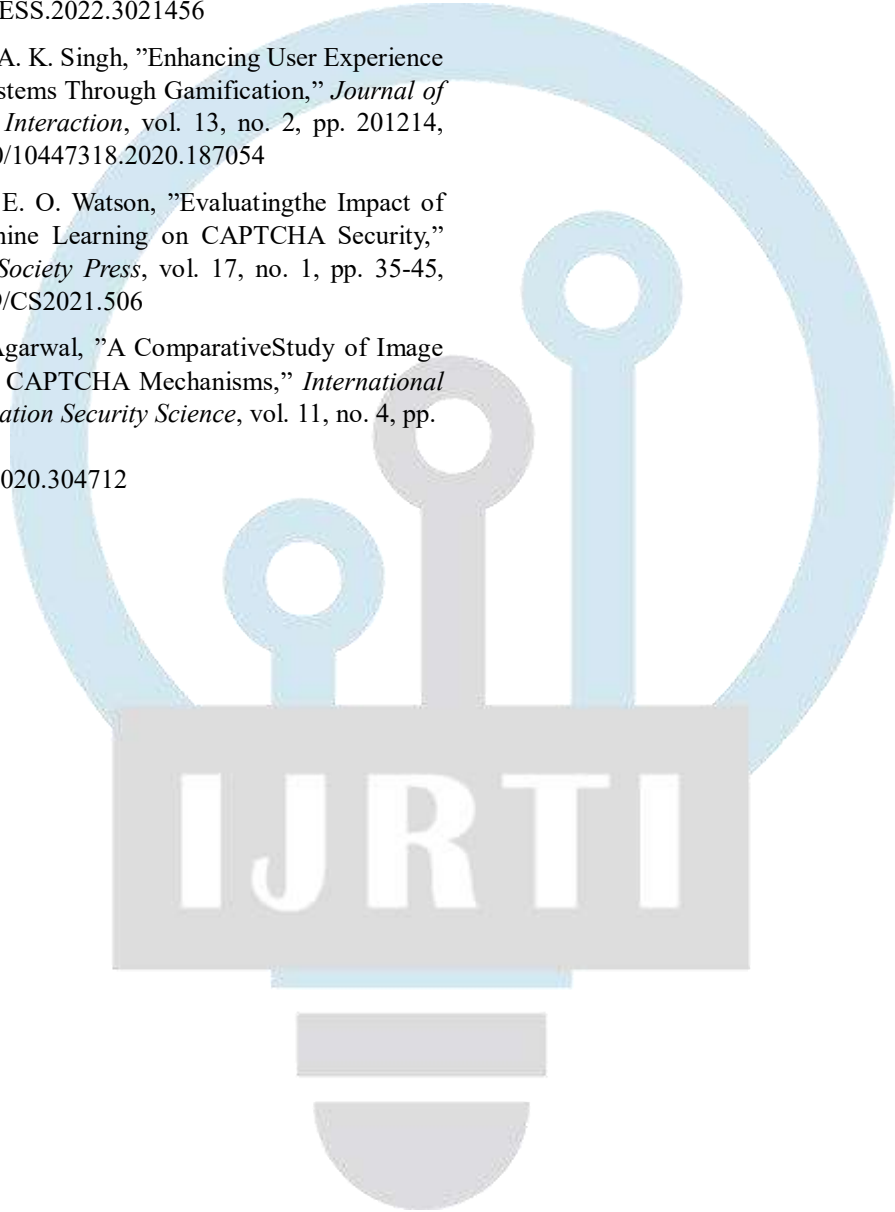 ESS.2022.3021456
A. K. Singh, ”Enhancing User Experience
stems Through Gamification,” Journal of
Interaction, vol. 13, no. 2, pp. 201214,
0/10447318.2020.187054
E. O. Watson, ”Evaluatingthe Impact of
nine Learning on CAPTCHA Security,”
Society Press, vol. 17, no. 1, pp. 35-45,
/CS2021.506
Agarwal, ”A ComparativeStudy of Image
CAPTCHA Mechanisms,” International
ation Security Science, vol. 11, no. 4, pp.
020.304712
IJRTI